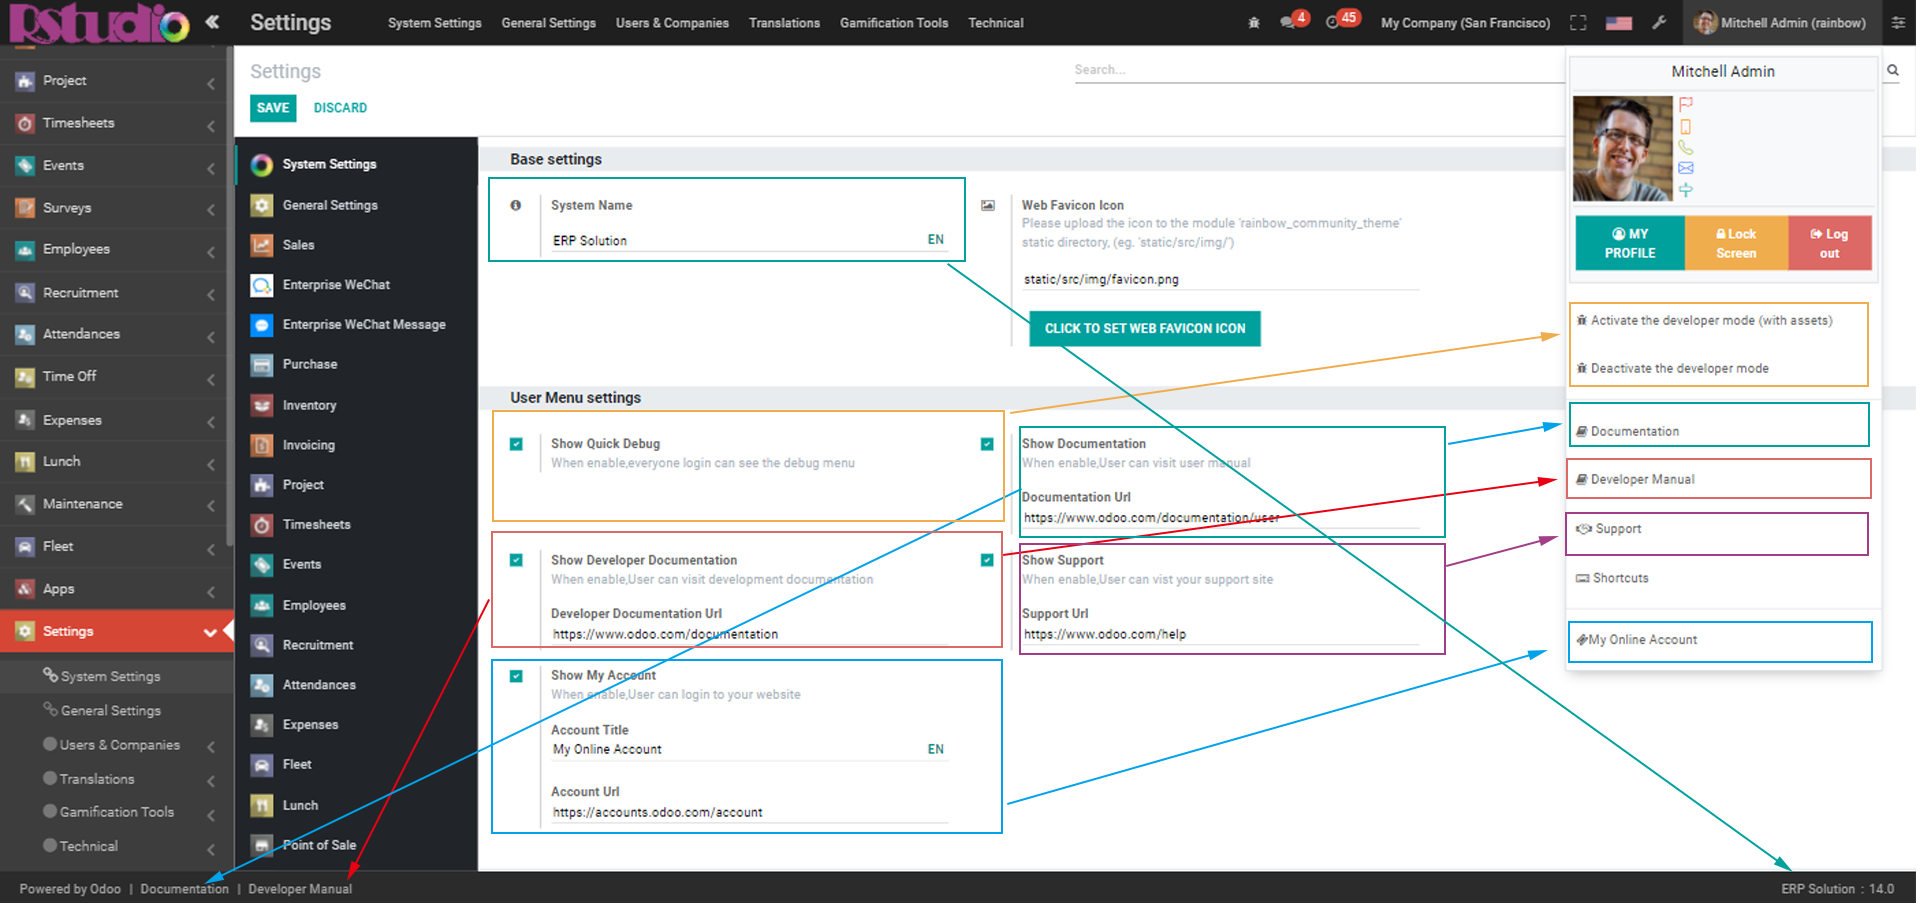 RStudio
Settings
System Settings
General Settings
Users & Companies
Translations
Gamification Tools
Technical
4
45
My Company (San Francisco)
Mitchell Admin (rainbow)
Project
Timesheets
Events
Surveys
Employees
Recruitment
Attendances
Time Off
Expenses
Lunch
Maintenance
Fleet
Apps
Settings
System Settings
General Settings
Users & Companies
Translations
Gamification Tools
Technical
Settings
Search...
SAVE
DISCARD
System Settings
General Settings
Sales
Enterprise WeChat
Enterprise WeChat Message
Purchase
Inventory
Invoicing
Project
Timesheets
Events
Employees
Recruitment
Attendances
Expenses
Fleet
Lunch
Point of Sale
Base settings
System Name
ERP Solution
EN
Web Favicon Icon
Please upload the icon to the module 'rainbow_community_theme'
static directory, (eg. 'static/src/img/')
static/src/img/favicon.png
CLICK TO SET WEB FAVICON ICON
User Menu settings
Show Quick Debug
When enable,everyone login can see the debug menu
Show Documentation
When enable,User can visit user manual
Documentation Url
https://www.odoo.com/documentation/user
Show Developer Documentation
When enable,User can visit development documentation
Developer Documentation Url
https://www.odoo.com/documentation
Show Support
When enable,User can vist your support site
Support Url
https://www.odoo.com/help
Show My Account
When enable,User can login to your website
Account Title
My Online Account
EN
Account Url
https://accounts.odoo.com/account
Mitchell Admin
MY
PROFILE
Lock
Screen
Log
out
Activate the developer mode (with assets)
Deactivate the developer mode
Documentation
Developer Manual
Support
Shortcuts
My Online Account
Powered by Odoo | Documentation | Developer Manual
ERP Solution : 14.0